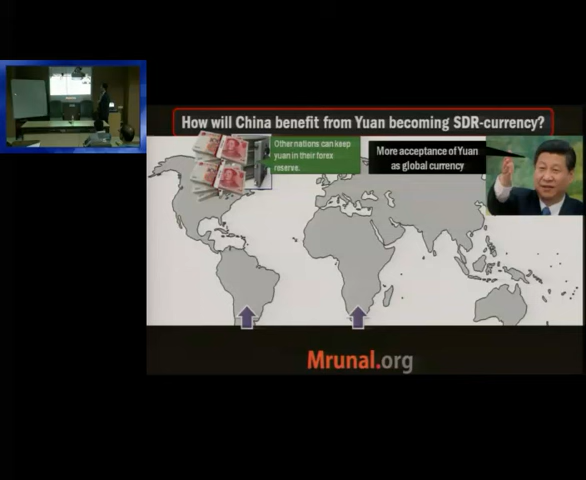 How will China benefit from Yuan becoming SDR-currency?
Other nations can keep
yuan in their forex
reserve.
More acceptance of Yuan
as global currency
Mrunal.org